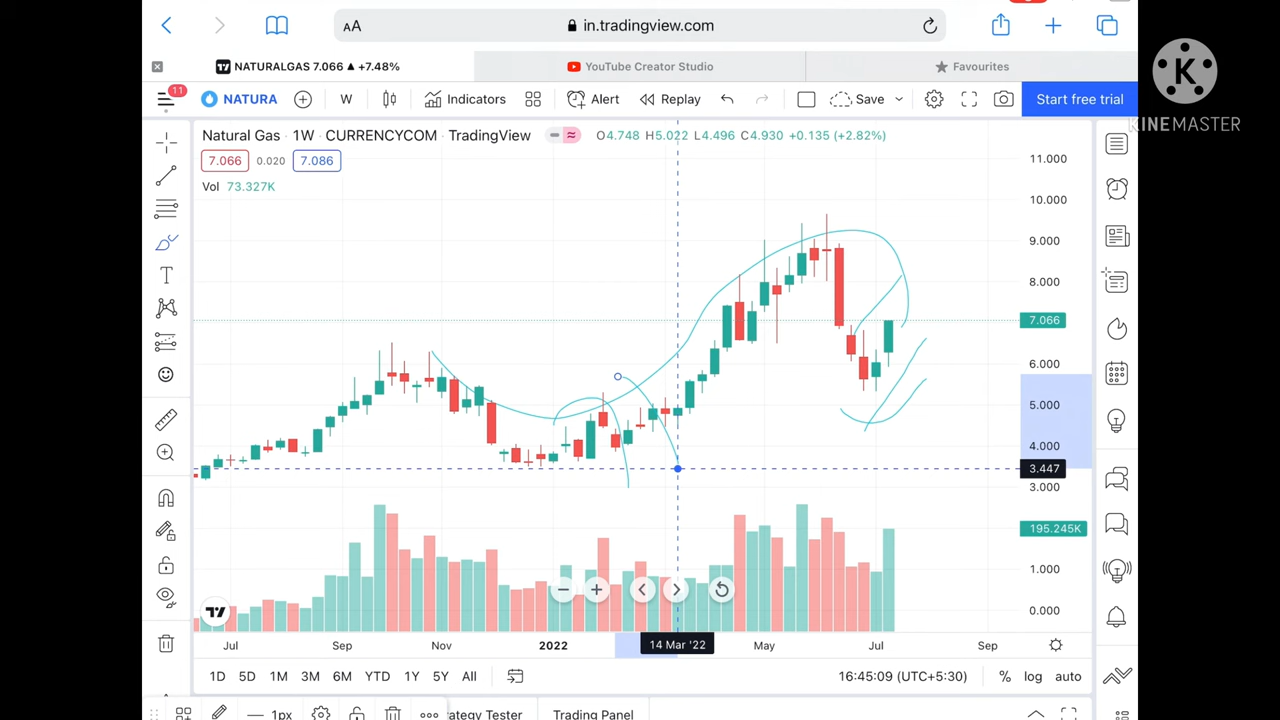 AA in.tradingview.com
NATURALGAS 7.066 ▲ +7.48% YouTube Creator Studio Favourites
K
KINEMASTER
11 NATURA W Indicators Alert Replay Save Start free trial
Natural Gas · 1W · CURRENCYCOM · TradingView O4.748 H5.022 L4.496 C4.930 +0.135 (+2.82%)
7.066 0.020 7.086
Vol 73.327K
11.000
10.000
9.000
8.000
7.066
6.000
5.000
4.000
3.447
3.000
195.245K
1.000
0.000
Jul Sep Nov 2022 14 Mar '22 May Jul Sep
1D 5D 1M 3M 6M YTD 1Y 5Y All 16:45:09 (UTC+5:30) % log auto
1px ategy Tester Trading Panel